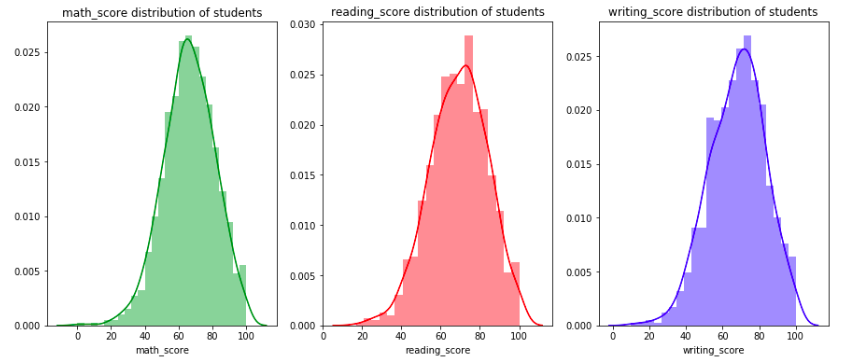 math_score distribution of students
0.025
0.020
0.015
0.010
0.005
0.000
0 20 40 60 80 100
math_score
reading_score distribution of students
0.030
0.025
0.020
0.015
0.010
0.005
0.000
20 40 60 80 100
reading_score
writing_score distribution of students
0.025
0.020
0.015
0.010
0.005
0.000
0 20 40 60 80 100
writing_score